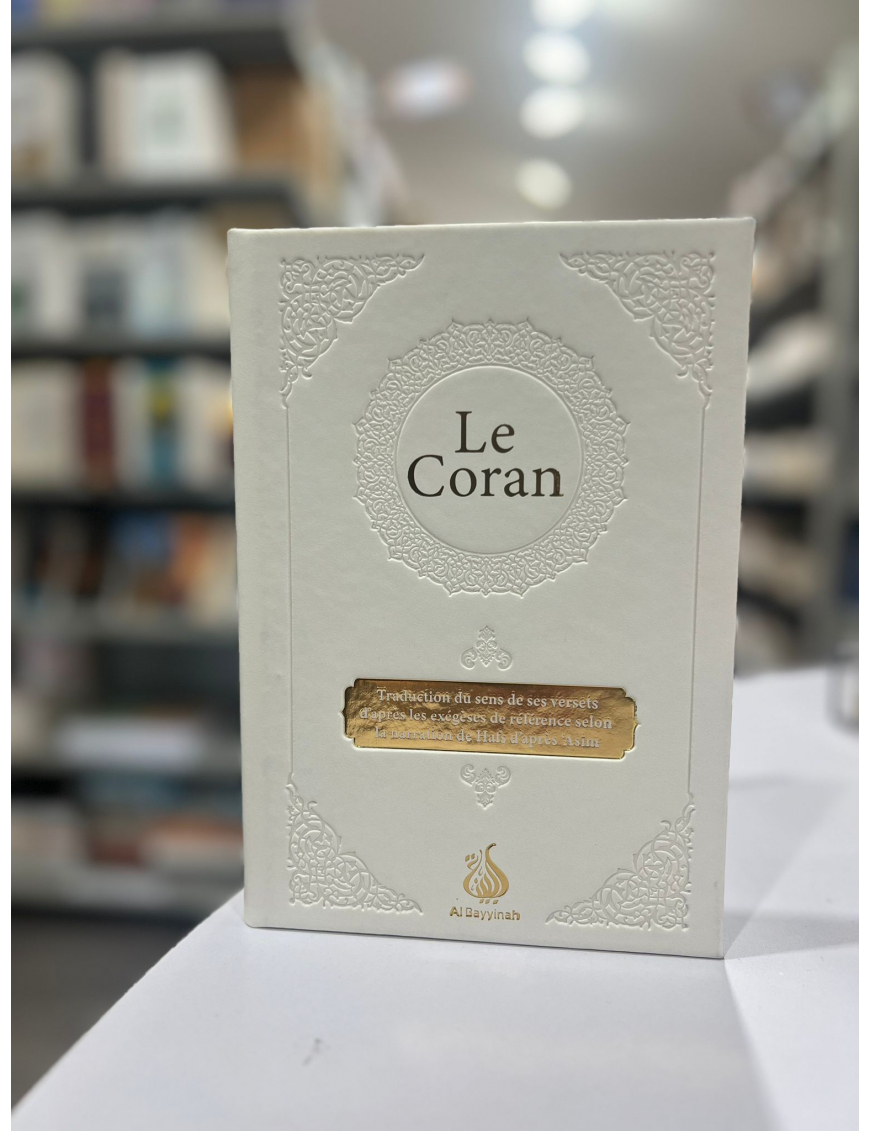 Le
Coran
Traduction du sens de ses versets
d'après les exégèses de référence selon
la narration de Hafs d'après 'Asim
Al Bayyinah